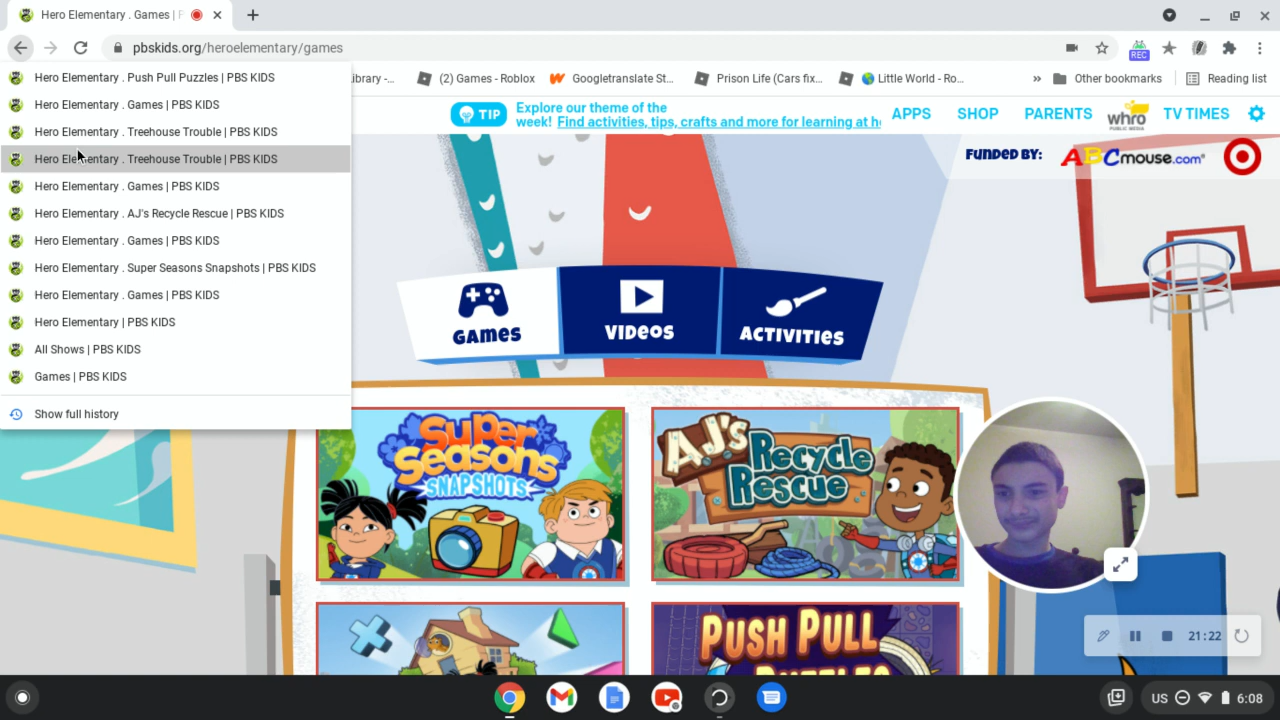 Hero Elementary . Games | P
pbskids.org/heroelementary/games
REC
ibrary -...
(2) Games - Roblox
Googletranslate St...
Prison Life (Cars fix...
Little World - Ro...
»
Other bookmarks
Reading list
Hero Elementary . Push Pull Puzzles | PBS KIDS
Hero Elementary . Games | PBS KIDS
Hero Elementary . Treehouse Trouble | PBS KIDS
Hero Elementary . Treehouse Trouble | PBS KIDS
Hero Elementary . Games | PBS KIDS
Hero Elementary . AJ's Recycle Rescue | PBS KIDS
Hero Elementary . Games | PBS KIDS
Hero Elementary . Super Seasons Snapshots | PBS KIDS
Hero Elementary . Games | PBS KIDS
Hero Elementary | PBS KIDS
All Shows | PBS KIDS
Games | PBS KIDS
Show full history
TIP
Explore our theme of the
week! Find activities, tips, crafts and more for learning at h
APPS
SHOP
PARENTS
whro
PUBLIC MEDIA
TV TIMES
FUNDED BY:
ABCmouse.com
GAMES
VIDEOS
ACTIVITIES
Super
Seasons
SNAPSHOTS
AJ's
Recycle
Rescue
PUSH PULL
PUZZLES
21:22
US
6:08